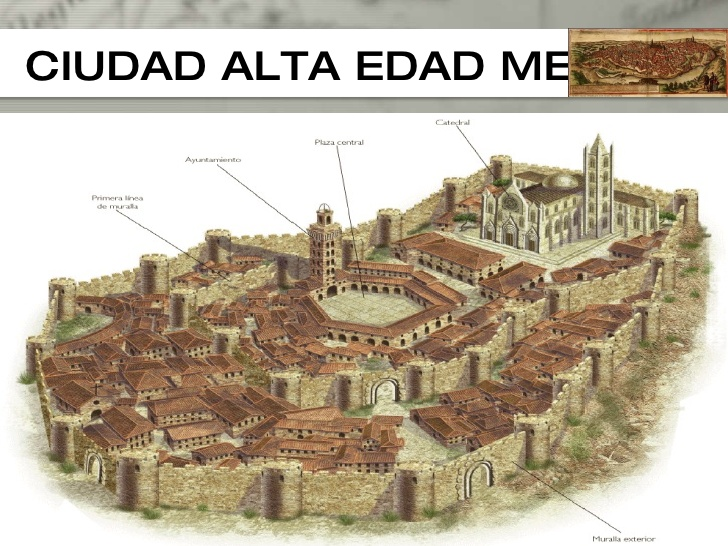 CIUDAD ALTA EDAD ME
Catedral
Plaza central
Ayuntamiento
Primera línea
de muralla
Muralla exterior